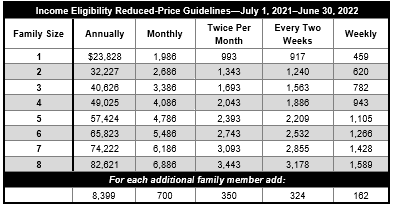 Income Eligibility Reduced-Price Guidelines—July 1, 2021–June 30, 2022
Family Size Annually Monthly Twice Per Month Every Two Weeks Weekly
1 $23,828 1,986 993 917 459
2 32,227 2,686 1,343 1,240 620
3 40,626 3,386 1,693 1,563 782
4 49,025 4,086 2,043 1,886 943
5 57,424 4,786 2,393 2,209 1,105
6 65,823 5,486 2,743 2,532 1,266
7 74,222 6,186 3,093 2,855 1,428
8 82,621 6,886 3,443 3,178 1,589
For each additional family member add:
8,399 700 350 324 162